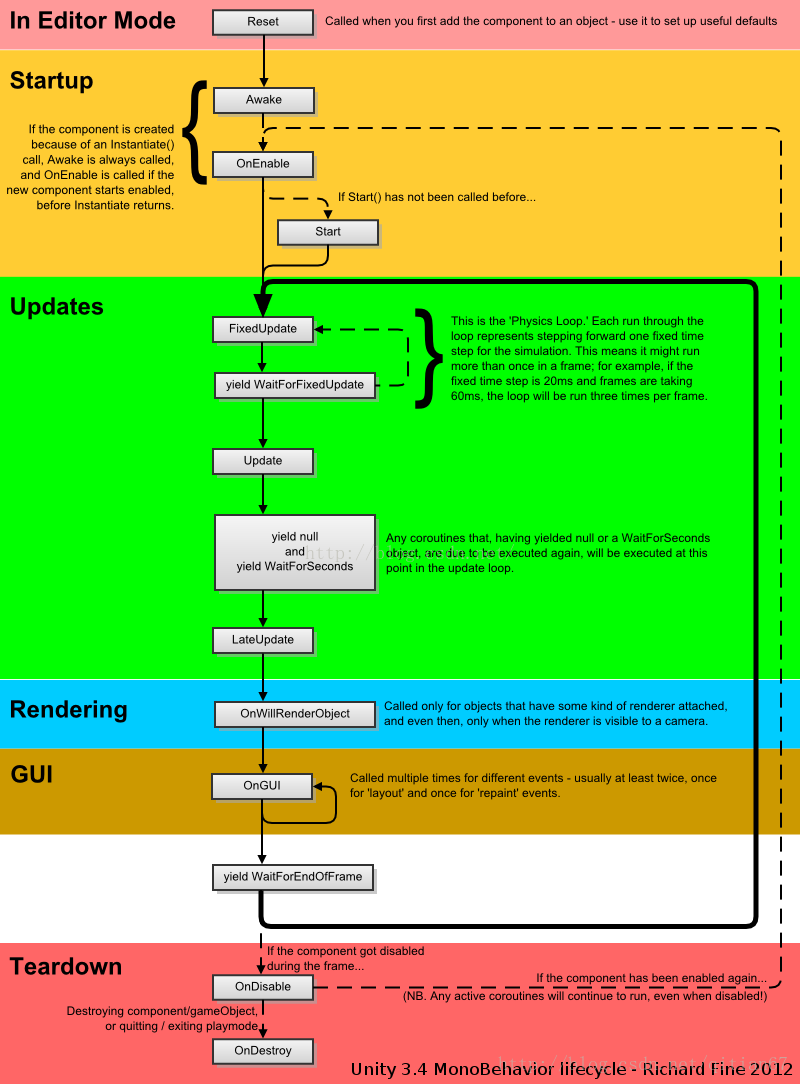 In Editor Mode
Reset
Called when you first add the component to an object - use it to set up useful defaults
Startup
Awake
If the component is created
because of an Instantiate()
call, Awake is always called,
and OnEnable is called if the
new component starts enabled,
before Instantiate returns.
OnEnable
If Start() has not been called before...
Start
Updates
FixedUpdate
This is the 'Physics Loop.' Each run through the
loop represents stepping forward one fixed time
step for the simulation. This means it might run
more than once in a frame; for example, if the
fixed time step is 20ms and frames are taking
60ms, the loop will be run three times per frame.
yield WaitForFixedUpdate
Update
yield null
and
yield WaitForSeconds
Any coroutines that, having yielded null or a WaitForSeconds
object, are due to be executed again, will be executed at this
point in the update loop.
LateUpdate
Rendering
OnWillRenderObject
Called only for objects that have some kind of renderer attached,
and even then, only when the renderer is visible to a camera.
GUI
OnGUI
Called multiple times for different events - usually at least twice, once
for 'layout' and once for 'repaint' events.
yield WaitForEndOfFrame
Teardown
If the component got disabled
during the frame...
OnDisable
If the component has been enabled again...
(NB. Any active coroutines will continue to run, even when disabled!)
Destroying component/gameObject,
or quitting / exiting playmode
OnDestroy
Unity 3.4 MonoBehavior lifecycle - Richard Fine 2012